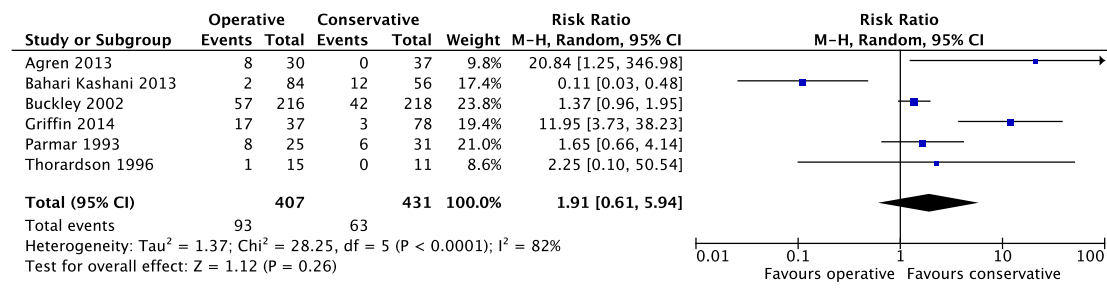 Operative Conservative Risk Ratio Risk Ratio
Study or Subgroup Events Total Events Total Weight M-H, Random, 95% CI M-H, Random, 95% CI
Agren 2013 8 30 0 37 9.8% 20.84 [1.25, 346.98]
Bahari Kashani 2013 2 84 12 56 17.4% 0.11 [0.03, 0.48]
Buckley 2002 57 216 42 218 23.8% 1.37 [0.96, 1.95]
Griffin 2014 17 37 3 78 19.4% 11.95 [3.73, 38.23]
Parmar 1993 8 25 6 31 21.0% 1.65 [0.66, 4.14]
Thorardson 1996 1 15 0 11 8.6% 2.25 [0.10, 50.54]
Total (95% CI) 407 431 100.0% 1.91 [0.61, 5.94]
Total events 93 63
Heterogeneity: Tau² = 1.37; Chi² = 28.25, df = 5 (P < 0.0001); I² = 82%
Test for overall effect: Z = 1.12 (P = 0.26)
0.01 0.1 1 10 100
Favours operative Favours conservative